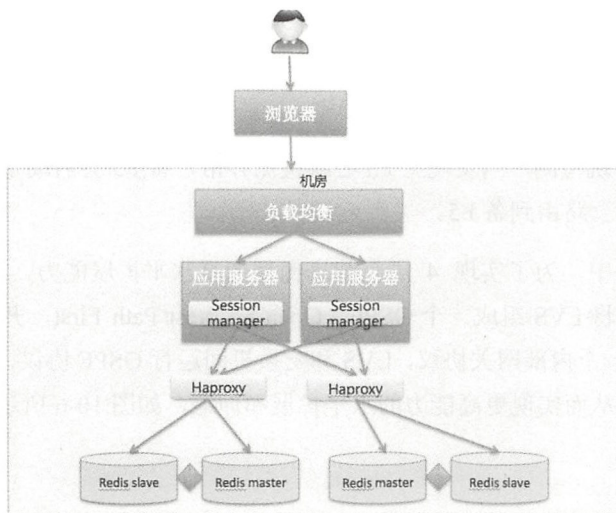 浏览器
机房
负载均衡
应用服务器
应用服务器
Session
manager
Session
manager
Haproxy
Haproxy
Redis slave
Redis master
Redis master
Redis slave